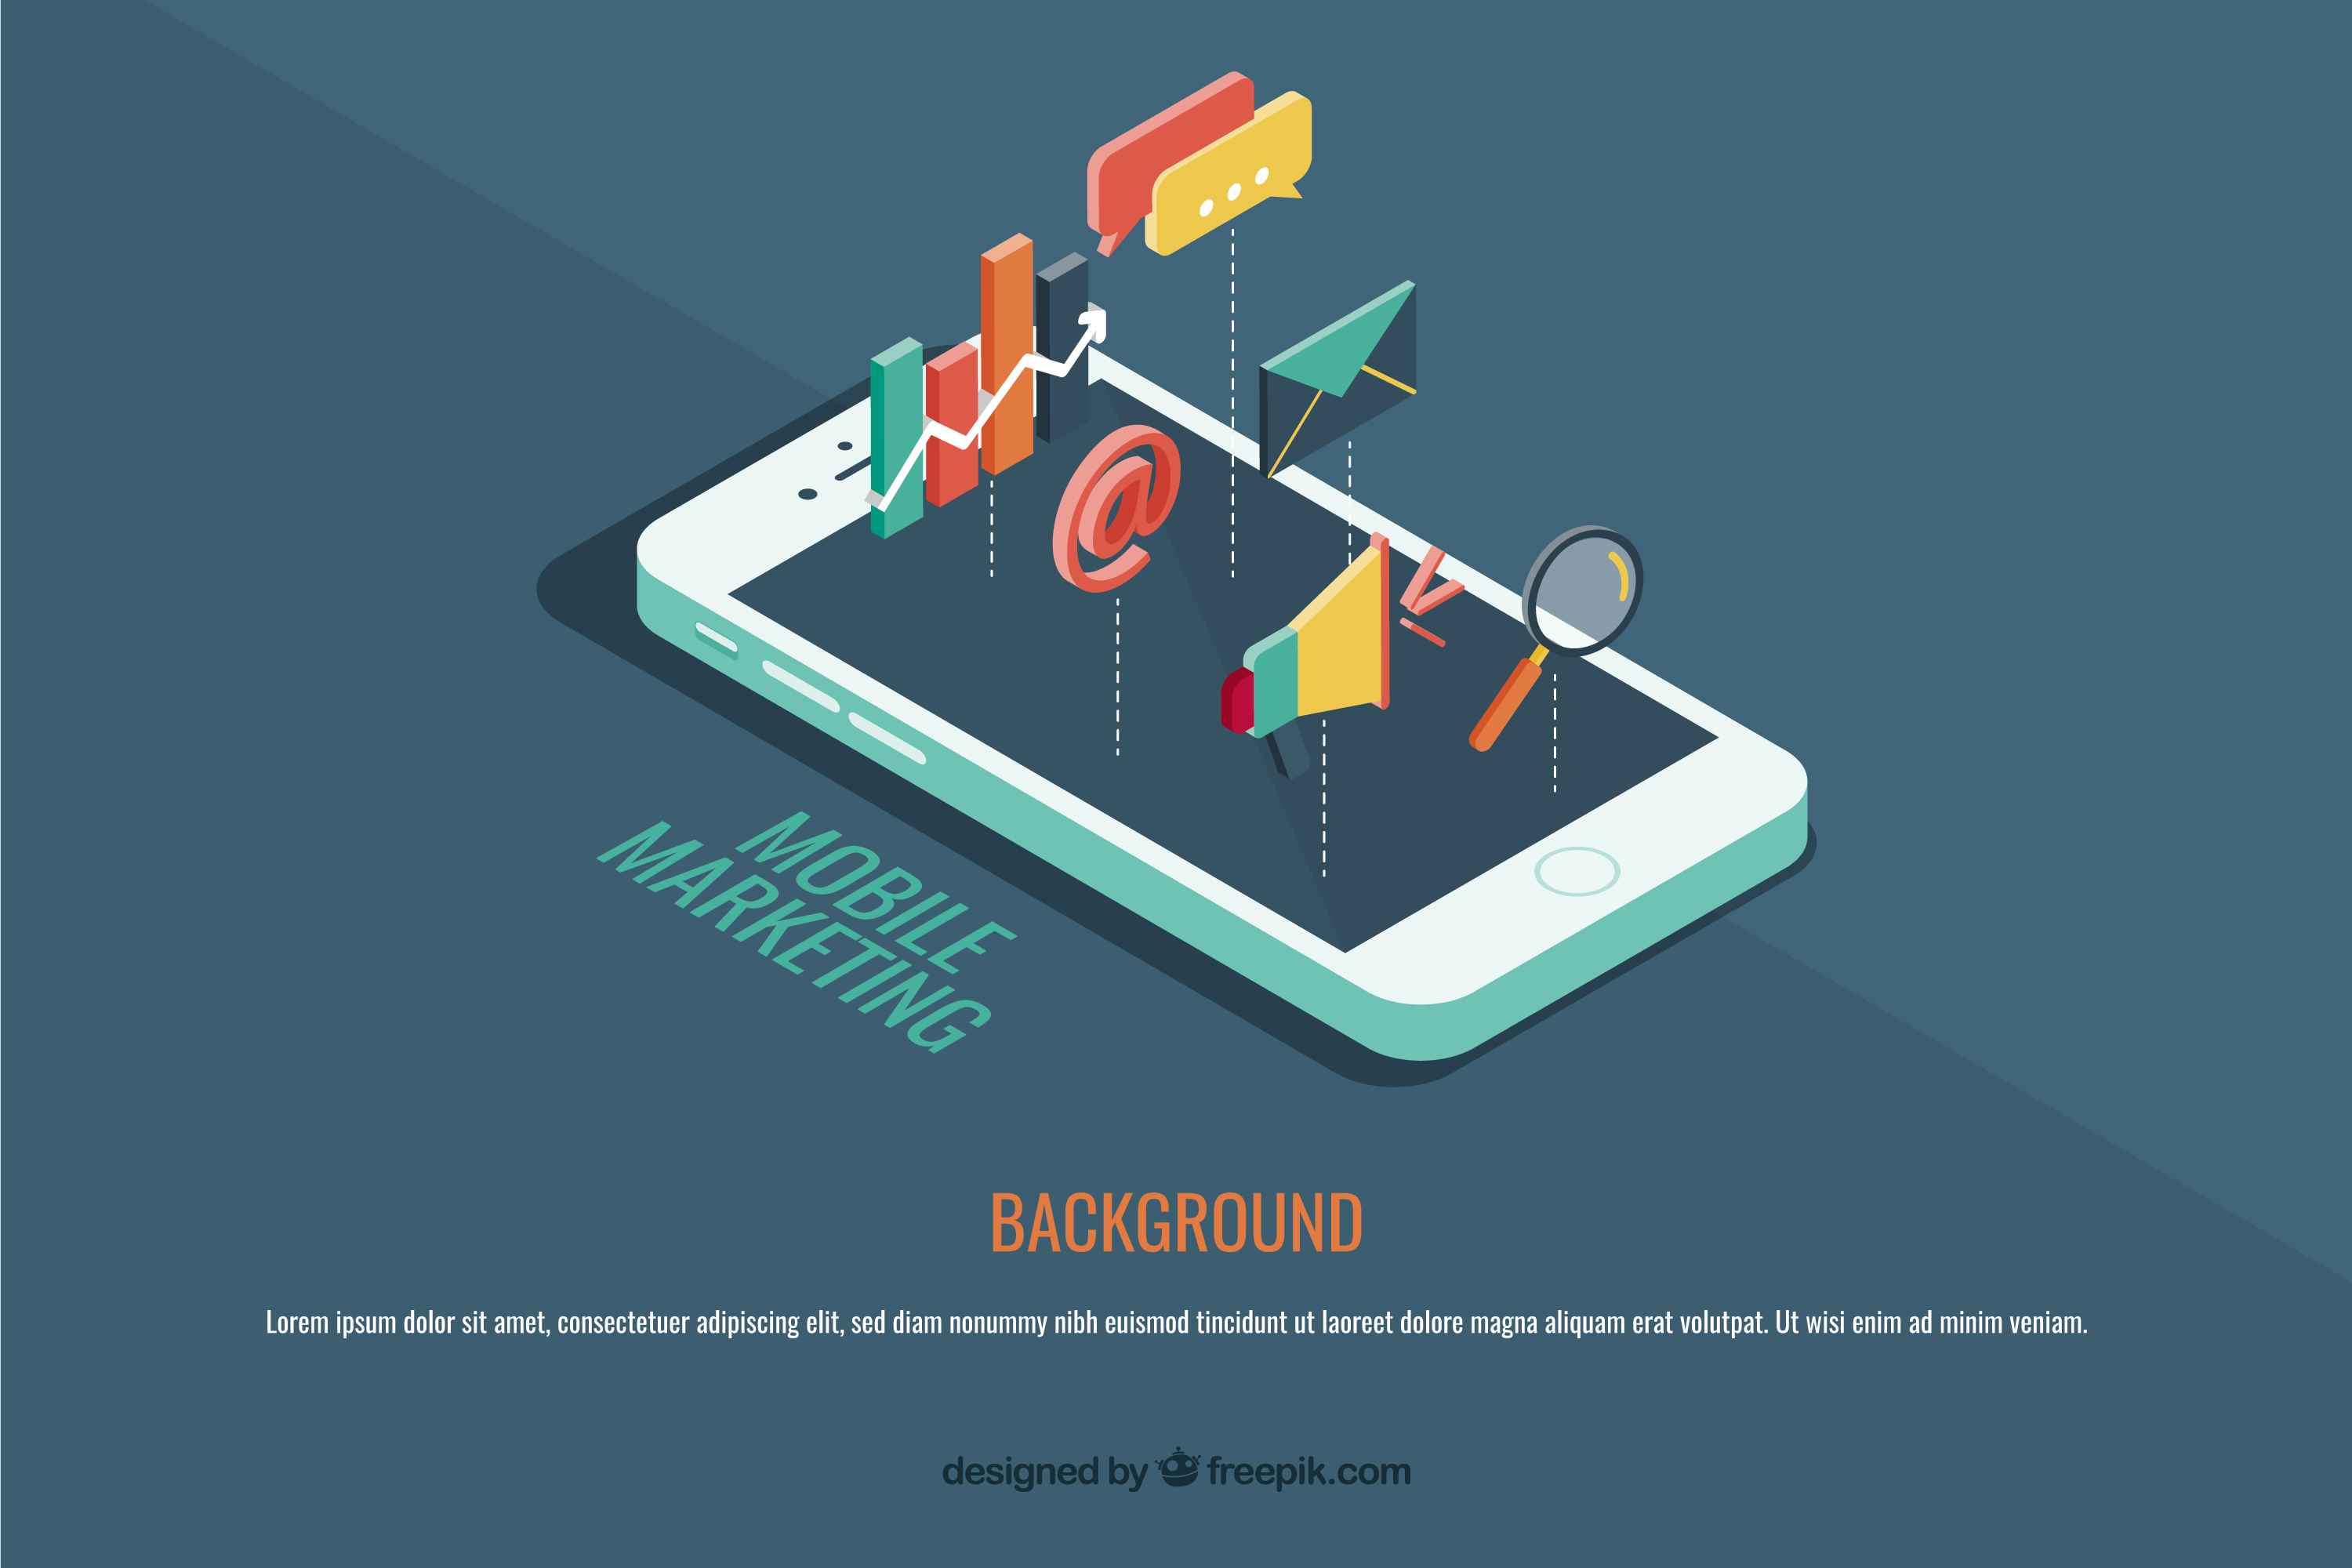 MOBILE
MARKETING
BACKGROUND
Lorem ipsum dolor sit amet, consectetuer adipiscing elit, sed diam nonummy nibh euismod tincidunt ut laoreet dolore magna aliquam erat volutpat. Ut wisi enim ad minim veniam.
designed by freepik.com